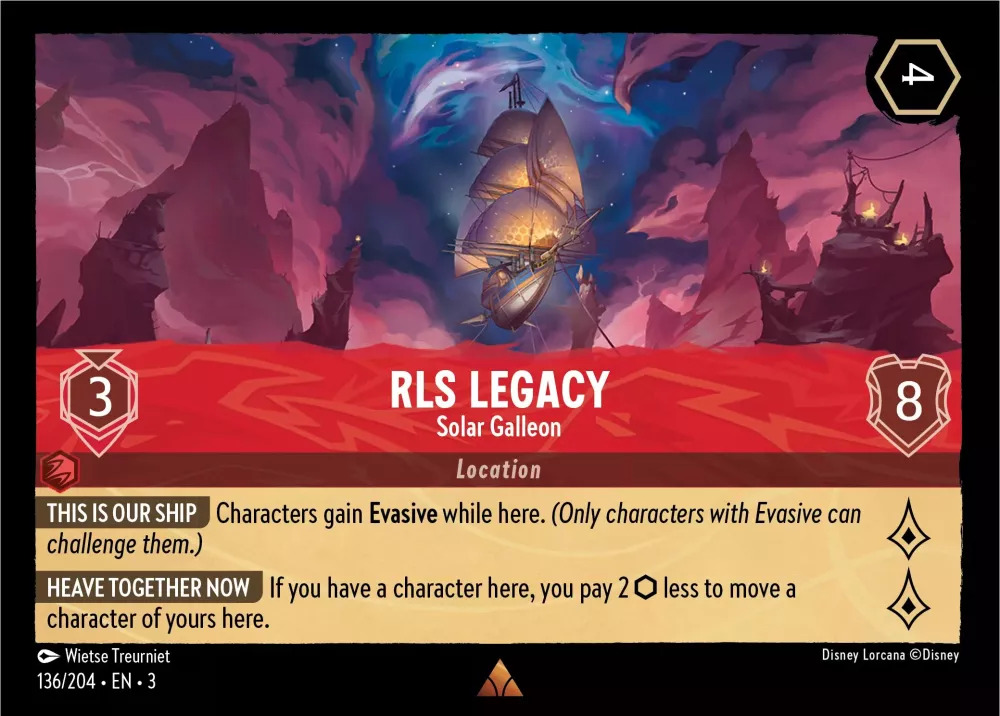 4
3
RLS LEGACY
8
Solar Galleon
Location
THIS IS OUR SHIP Characters gain Evasive while here. (Only characters with Evasive can
challenge them.)
HEAVE TOGETHER NOW If you have a character here, you pay 2 ⬡ less to move a
character of yours here.
Wietse Treurniet
Disney Lorcana ©Disney
136/204 • EN • 3